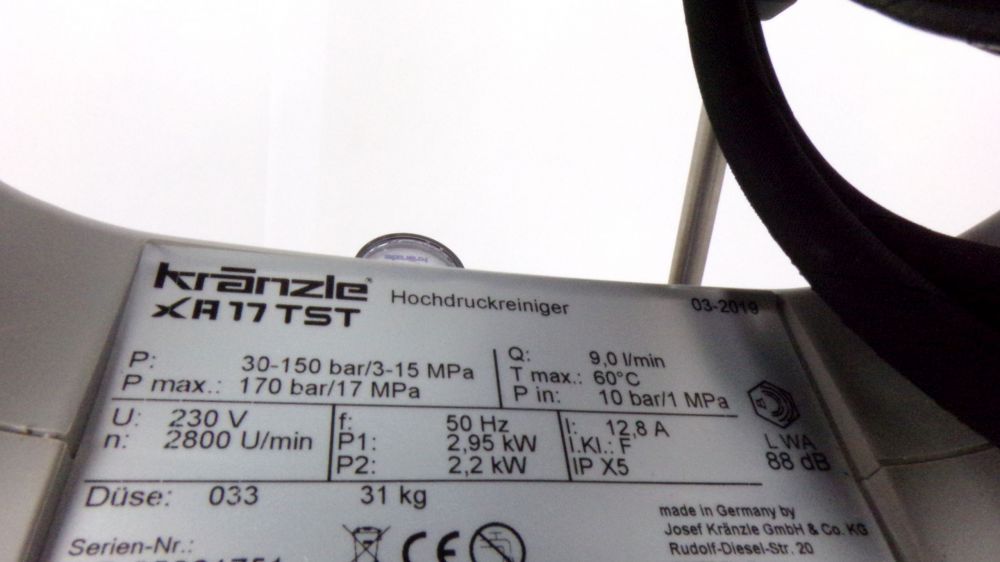 kränzle Hochdruckreiniger 03-2019
XA17TST
P: 30-150 bar/3-15 MPa
P max.: 170 bar/17 MPa
Q: 9,0 l/min
T max.: 60°C
P in: 10 bar/1 MPa
U: 230 V
n: 2800 U/min
f: 50 Hz
P1: 2,95 kW
P2: 2,2 kW
I: 12,8 A
I.Kl.: F
IP X5
LWA
88 dB
Düse: 033 31 kg
Serien-Nr.:
CE
made in Germany by
Josef Kränzle GmbH & Co. KG
Rudolf-Diesel-Str. 20